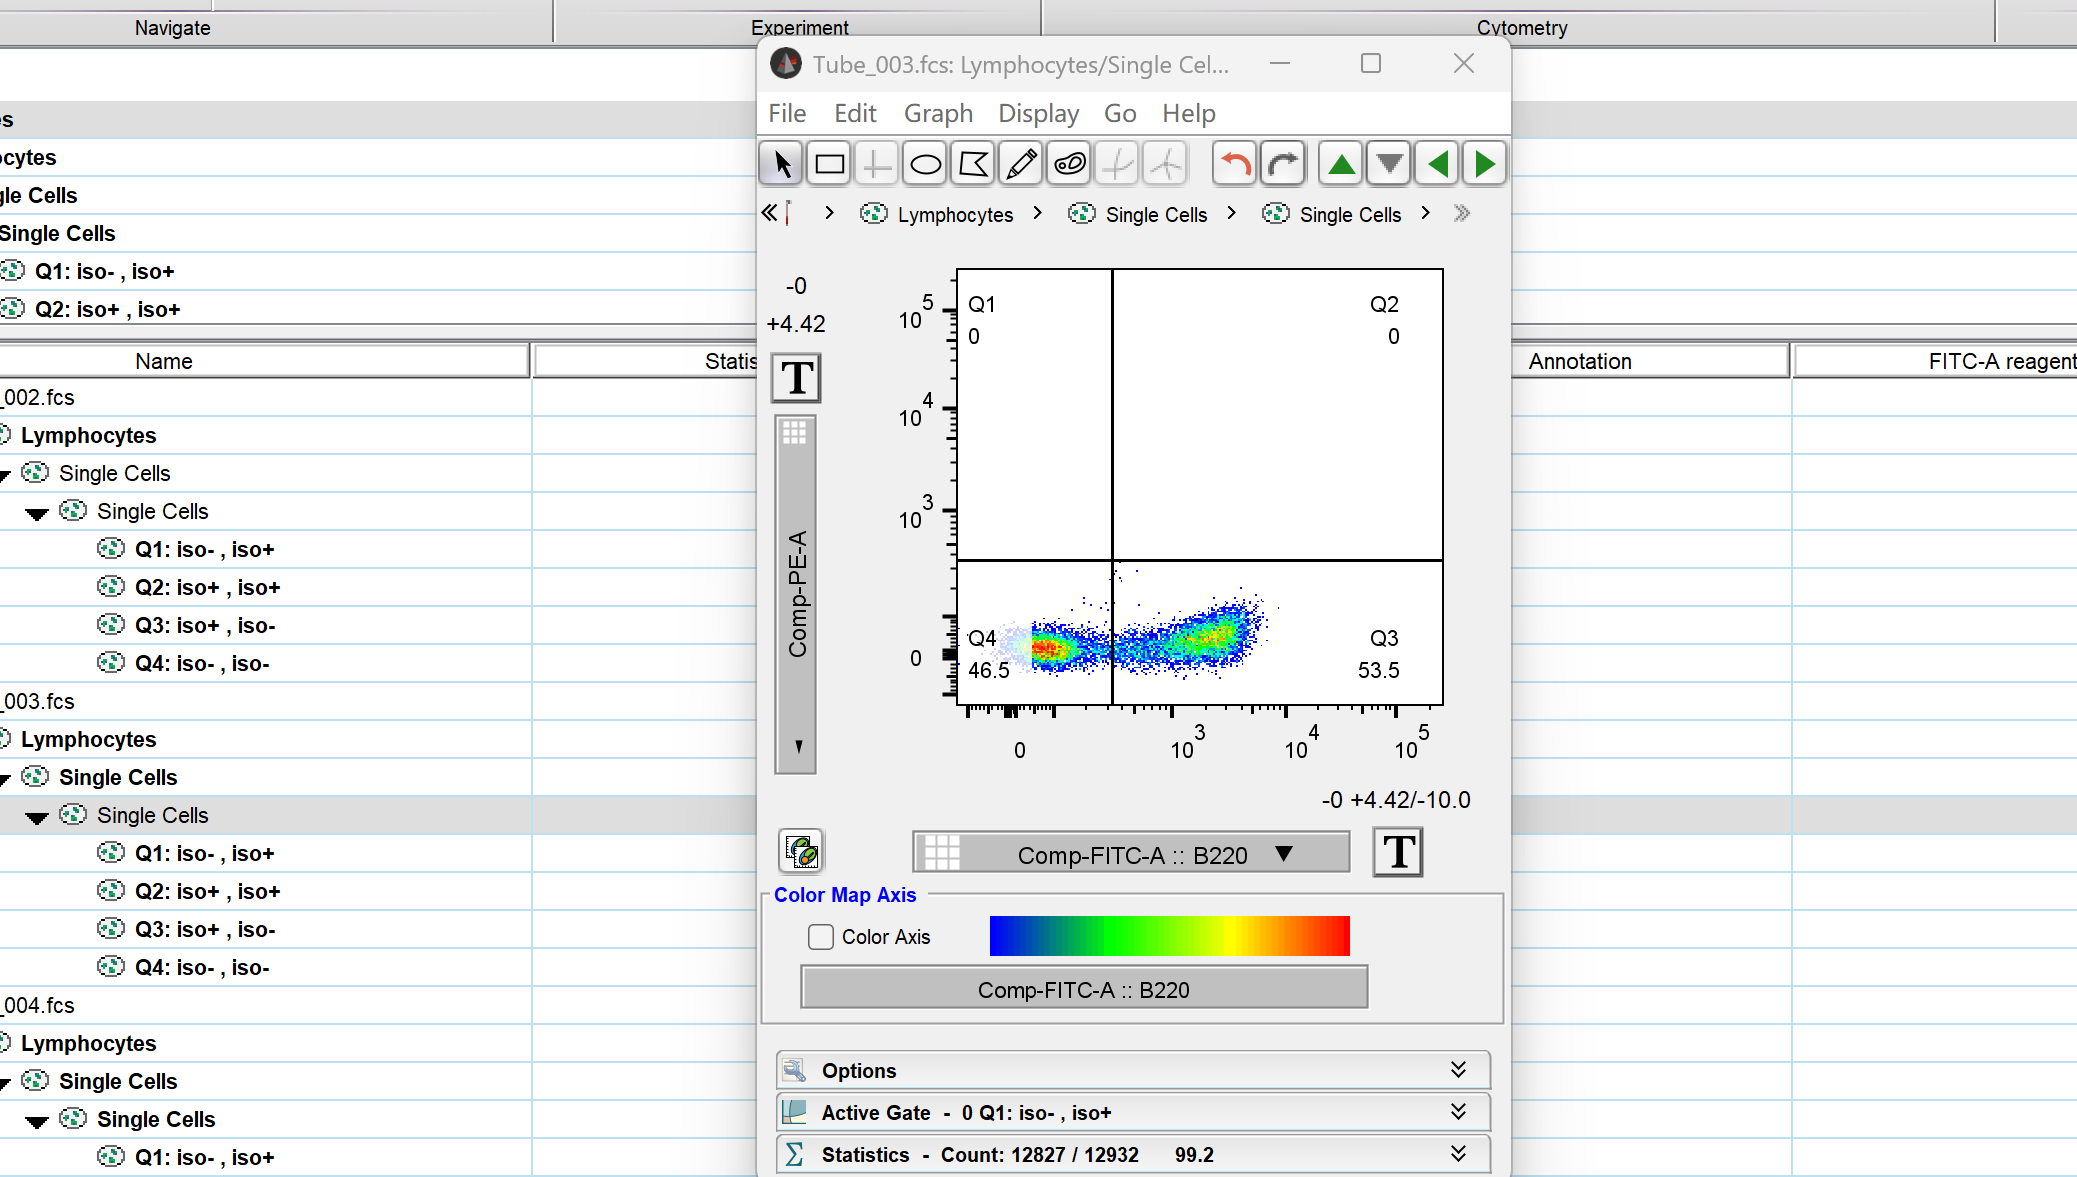 Navigate
Experiment
Cytometry
s
ocytes
gle Cells
Single Cells
Q1: iso- , iso+
Q2: iso+ , iso+
Name
Statis
Annotation
FITC-A reagent
_002.fcs
Lymphocytes
Single Cells
Single Cells
Q1: iso- , iso+
Q2: iso+ , iso+
Q3: iso+ , iso-
Q4: iso- , iso-
_003.fcs
Lymphocytes
Single Cells
Single Cells
Q1: iso- , iso+
Q2: iso+ , iso+
Q3: iso+ , iso-
Q4: iso- , iso-
_004.fcs
Lymphocytes
Single Cells
Single Cells
Q1: iso- , iso+
Tube_003.fcs: Lymphocytes/Single Cel...
File Edit Graph Display Go Help
Lymphocytes > Single Cells > Single Cells >
-0
+4.42
T
Comp-PE-A
10^5
10^4
10^3
0
Q1
0
Q2
0
Q4
46.5
Q3
53.5
0 10^3 10^4 10^5
-0 +4.42/-10.0
Comp-FITC-A :: B220
T
Color Map Axis
Color Axis
Comp-FITC-A :: B220
Options
Active Gate - 0 Q1: iso- , iso+
Statistics - Count: 12827 / 12932 99.2